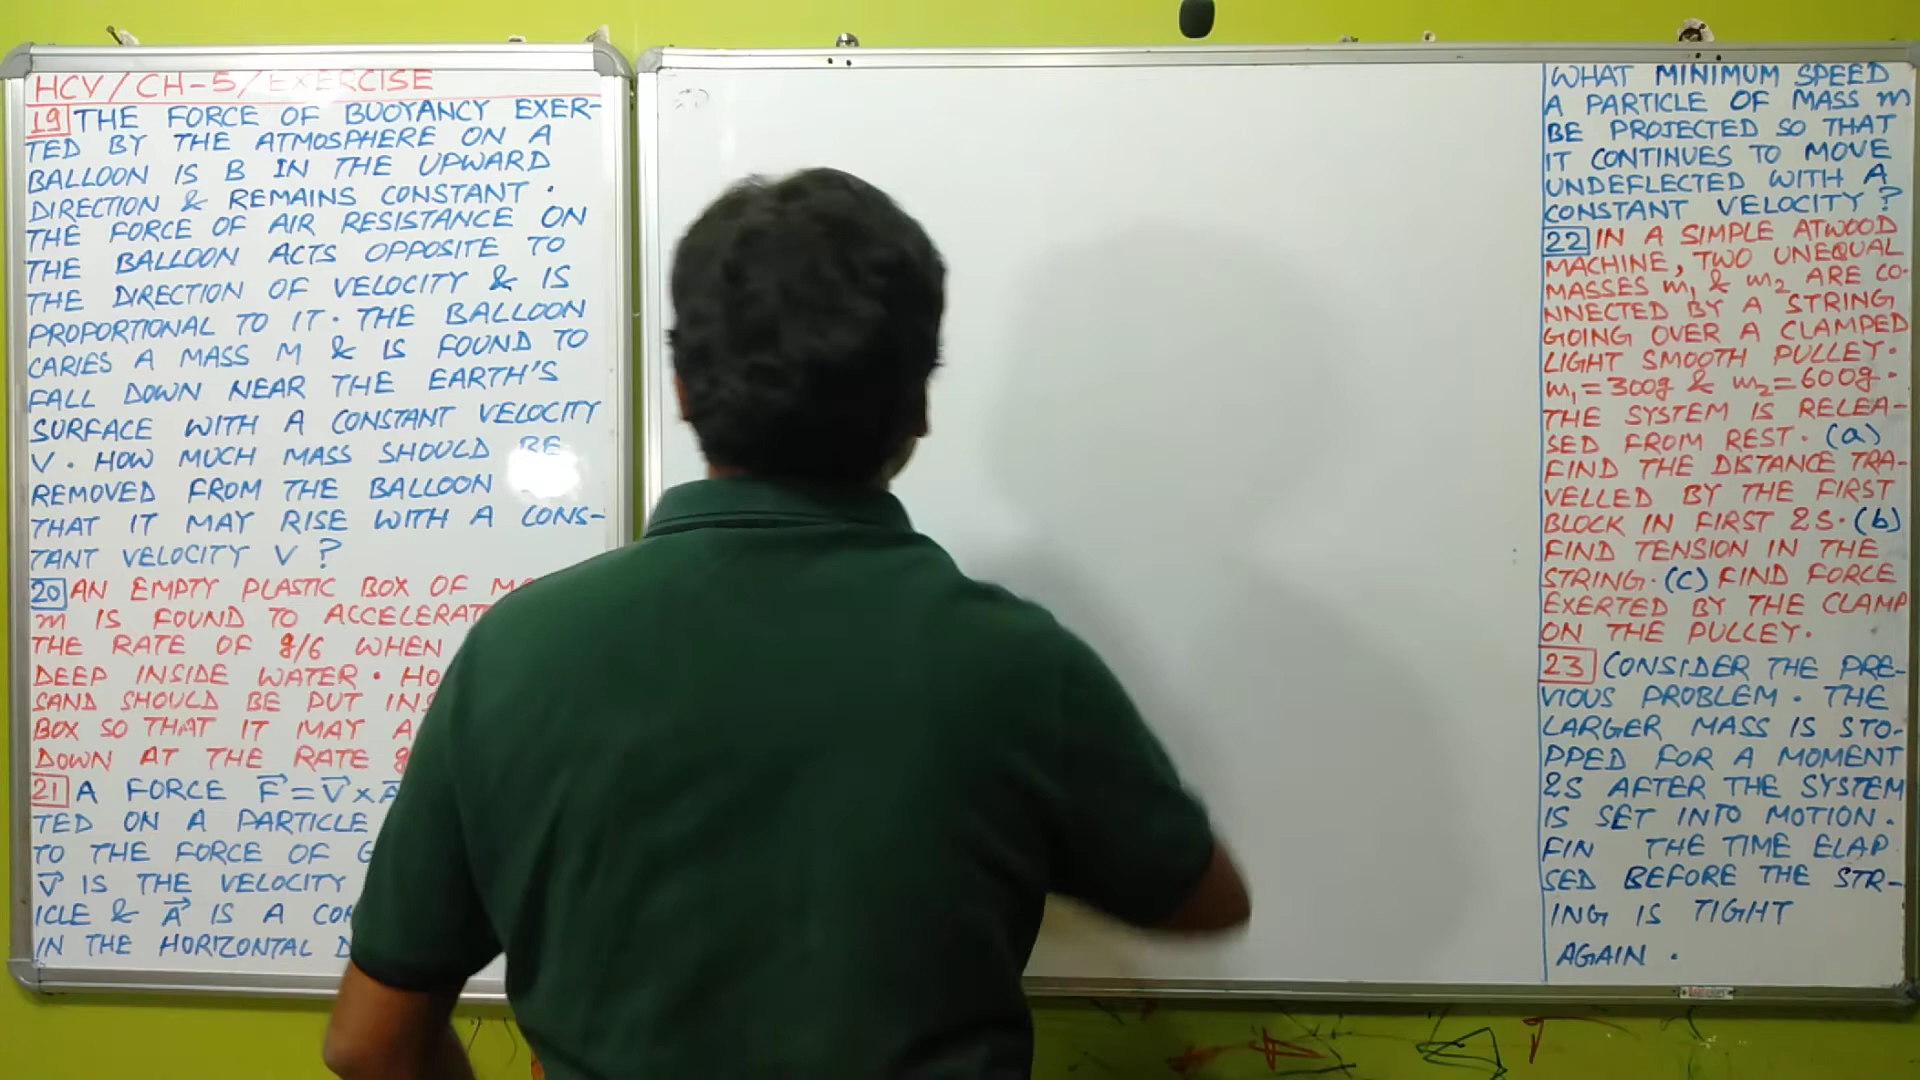 HCV/CH-5/EXERCISE
19 THE FORCE OF BUOYANCY EXER-
TED BY THE ATMOSPHERE ON A
BALLOON IS B IN THE UPWARD
DIRECTION & REMAINS CONSTANT.
THE FORCE OF AIR RESISTANCE ON
THE BALLOON ACTS OPPOSITE TO
THE DIRECTION OF VELOCITY & IS
PROPORTIONAL TO IT. THE BALLOON
CARIES A MASS M & IS FOUND TO
FALL DOWN NEAR THE EARTH'S
SURFACE WITH A CONSTANT VELOCITY
V. HOW MUCH MASS SHOULD BE
REMOVED FROM THE BALLOON
THAT IT MAY RISE WITH A CONS-
TANT VELOCITY V?
20 AN EMPTY PLASTIC BOX OF
m IS FOUND TO ACCELERAT
THE RATE OF g/6 WHEN
DEEP INSIDE WATER.
SAND SHOULD BE PUT
BOX SO THAT IT MAY
DOWN AT THE RATE
21 A FORCE F⃗ = V⃗ × A⃗
TED ON A PARTICLE
TO THE FORCE OF
V⃗ IS THE VELOCITY
ICLE & A⃗ IS A
IN THE HORIZONTAL
WHAT MINIMUM SPEED
A PARTICLE OF MASS m
BE PROJECTED SO THAT
IT CONTINUES TO MOVE
UNDEFLECTED WITH A
CONSTANT VELOCITY?
22 IN A SIMPLE ATWOOD
MACHINE, TWO UNEQUAL
MASSES m₁ & m₂ ARE CO-
NNECTED BY A STRING
GOING OVER A CLAMPED
LIGHT SMOOTH PULLEY.
m₁=300g & m₂=600g.
THE SYSTEM IS RELEA-
SED FROM REST. (a)
FIND THE DISTANCE TRA-
VELLED BY THE FIRST
BLOCK IN FIRST 2S. (b)
FIND TENSION IN THE
STRING. (C) FIND FORCE
EXERTED BY THE CLAMP
ON THE PULLEY.
23 CONSIDER THE PRE-
VIOUS PROBLEM. THE
LARGER MASS IS STO-
PPED FOR A MOMENT
2S AFTER THE SYSTEM
IS SET INTO MOTION.
FIN THE TIME ELAP
SED BEFORE THE STR-
ING IS TIGHT
AGAIN.